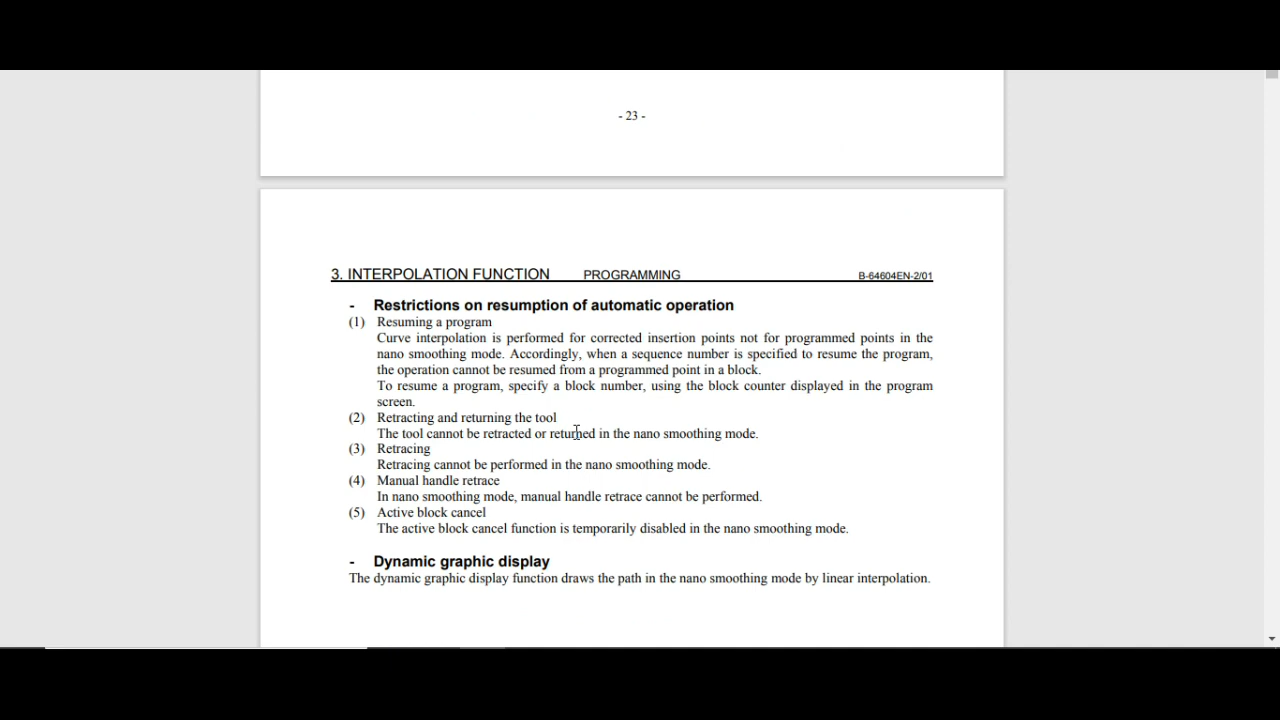 - 23 -
3. INTERPOLATION FUNCTION PROGRAMMING B-64604EN-2/01
- Restrictions on resumption of automatic operation
(1) Resuming a program
Curve interpolation is performed for corrected insertion points not for programmed points in the
nano smoothing mode. Accordingly, when a sequence number is specified to resume the program,
the operation cannot be resumed from a programmed point in a block.
To resume a program, specify a block number, using the block counter displayed in the program
screen.
(2) Retracting and returning the tool
The tool cannot be retracted or returned in the nano smoothing mode.
(3) Retracing
Retracing cannot be performed in the nano smoothing mode.
(4) Manual handle retrace
In nano smoothing mode, manual handle retrace cannot be performed.
(5) Active block cancel
The active block cancel function is temporarily disabled in the nano smoothing mode.
- Dynamic graphic display
The dynamic graphic display function draws the path in the nano smoothing mode by linear interpolation.